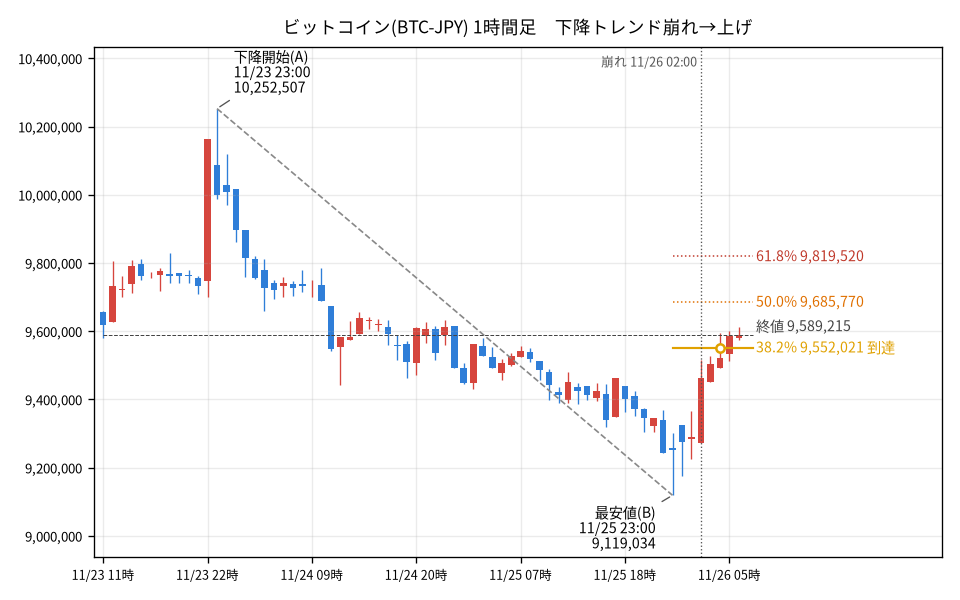 ビットコイン(BTC-JPY) 1時間足　下降トレンド崩れ→上げ
下降開始(A)
11/23 23:00
10,252,507
崩れ 11/26 02:00
10,400,000
10,200,000
10,000,000
9,800,000
9,600,000
9,400,000
9,200,000
9,000,000
61.8% 9,819,520
50.0% 9,685,770
終値 9,589,215
38.2% 9,552,021 到達
最安値(B)
11/25 23:00
9,119,034
11/23 11時
11/23 22時
11/24 09時
11/24 20時
11/25 07時
11/25 18時
11/26 05時